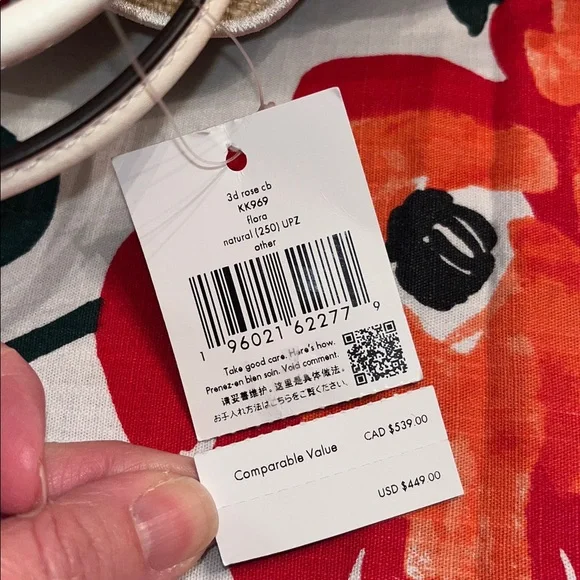 3d rose cb
KK969
flora
natural (250) UPZ
other
1 96021 62277 9
Take good care. Here's how.
Prenez-en bien soin. Void comment.
请妥善维护。这里是具体做法。
お手入れ方法はこちらをご覧ください
Comparable Value CAD $539.00
USD $449.00